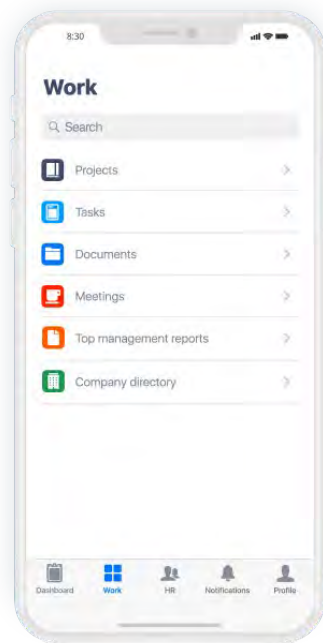 8:30
Work
Search
Projects
Tasks
Documents
Meetings
Top management reports
Company directory
Dashboard Work HR Notifications Profile